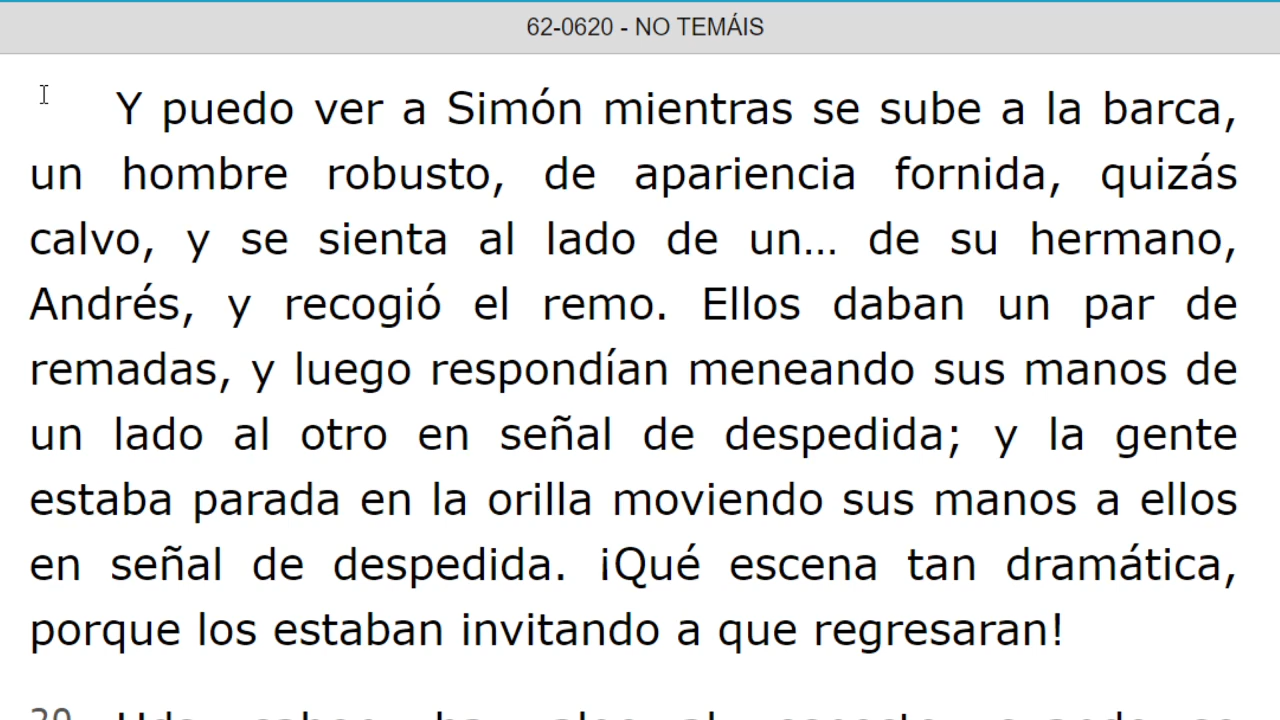 62-0620 - NO TEMÁIS
Y puedo ver a Simón mientras se sube a la barca,
un hombre robusto, de apariencia fornida, quizás
calvo, y se sienta al lado de un... de su hermano,
Andrés, y recogió el remo. Ellos daban un par de
remadas, y luego respondían meneando sus manos de
un lado al otro en señal de despedida; y la gente
estaba parada en la orilla moviendo sus manos a ellos
en señal de despedida. ¡Qué escena tan dramática,
porque los estaban invitando a que regresaran!